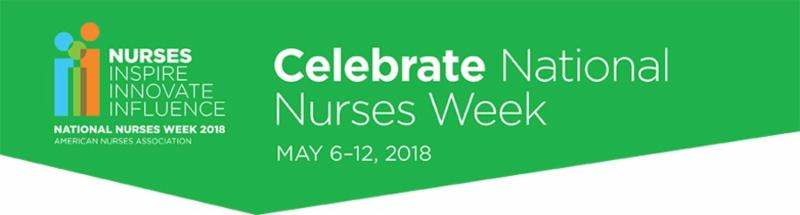 NURSES
INSPIRE
INNOVATE
INFLUENCE
NATIONAL NURSES WEEK 2018
AMERICAN NURSES ASSOCIATION
Celebrate National
Nurses Week
MAY 6–12, 2018